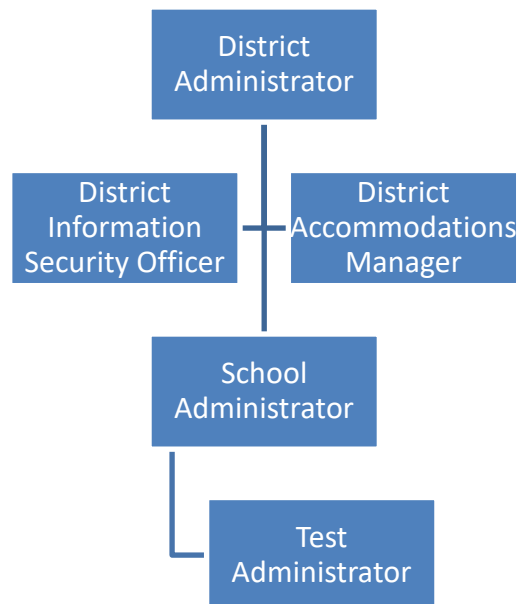 District
Administrator
District
Information
Security Officer
District
Accommodations
Manager
School
Administrator
Test
Administrator